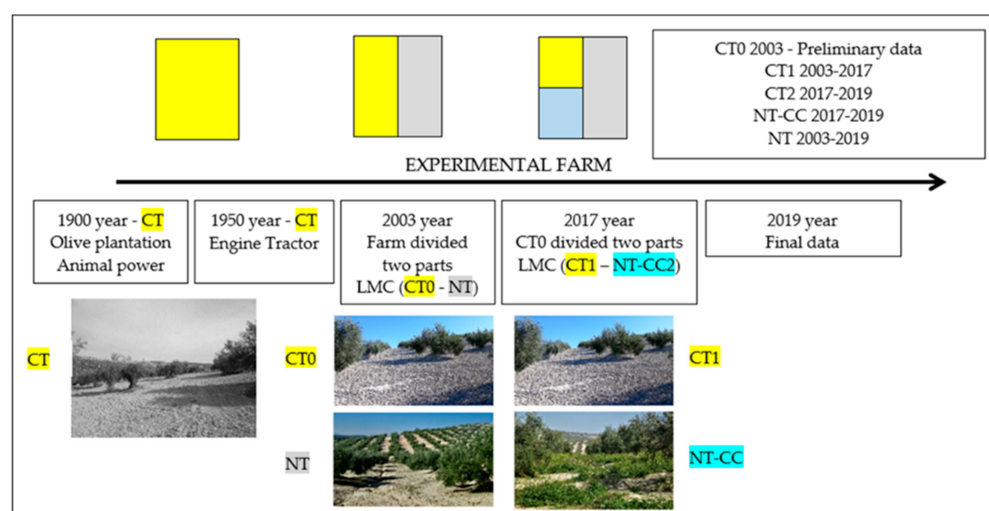 CT0 2003 - Preliminary data
CT1 2003-2017
CT2 2017-2019
NT-CC 2017-2019
NT 2003-2019
EXPERIMENTAL FARM
1900 year - CT
Olive plantation
Animal power
1950 year - CT
Engine Tractor
2003 year
Farm divided
two parts
LMC (CT0 - NT)
2017 year
CT0 divided two parts
LMC (CT1 – NT-CC2)
2019 year
Final data
CT
CT0
CT1
NT
NT-CC